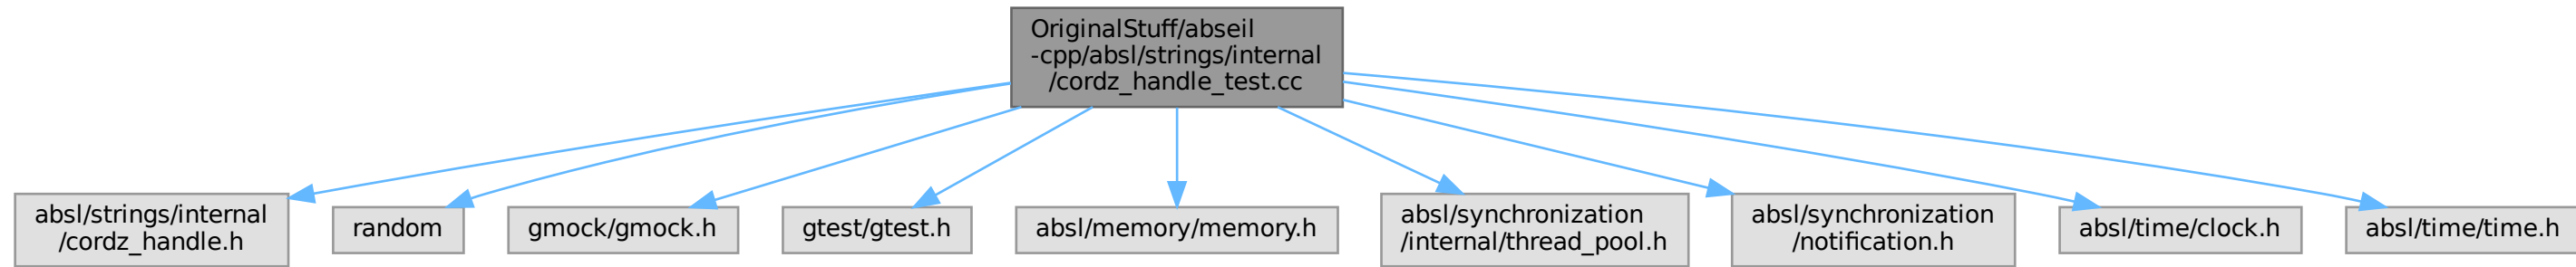 OriginalStuff/abseil
-cpp/absl/strings/internal
/cordz_handle_test.cc
absl/strings/internal
/cordz_handle.h
random
gmock/gmock.h
gtest/gtest.h
absl/memory/memory.h
absl/synchronization
/internal/thread_pool.h
absl/synchronization
/notification.h
absl/time/clock.h
absl/time/time.h